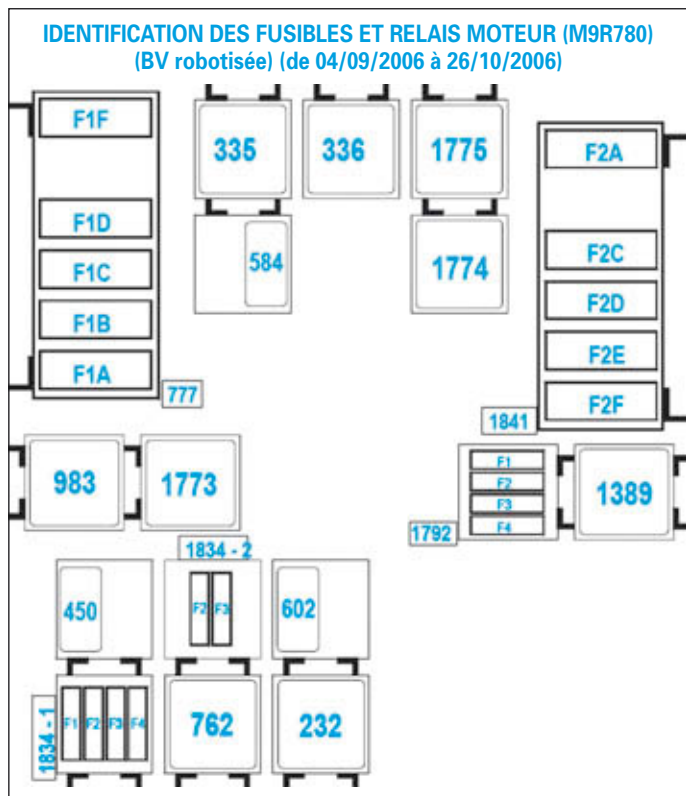 IDENTIFICATION DES FUSIBLES ET RELAIS MOTEUR (M9R780)
(BV robotisée) (de 04/09/2006 à 26/10/2006)
F1F
F1D
F1C
F1B
F1A
777
335
336
1775
584
1774
F2A
F2C
F2D
F2E
F2F
1841
983
1773
F1
F2
F3
F4
1792
1389
1834 - 2
450
F2
F3
602
1834 - 1
F1
F2
F3
F4
762
232